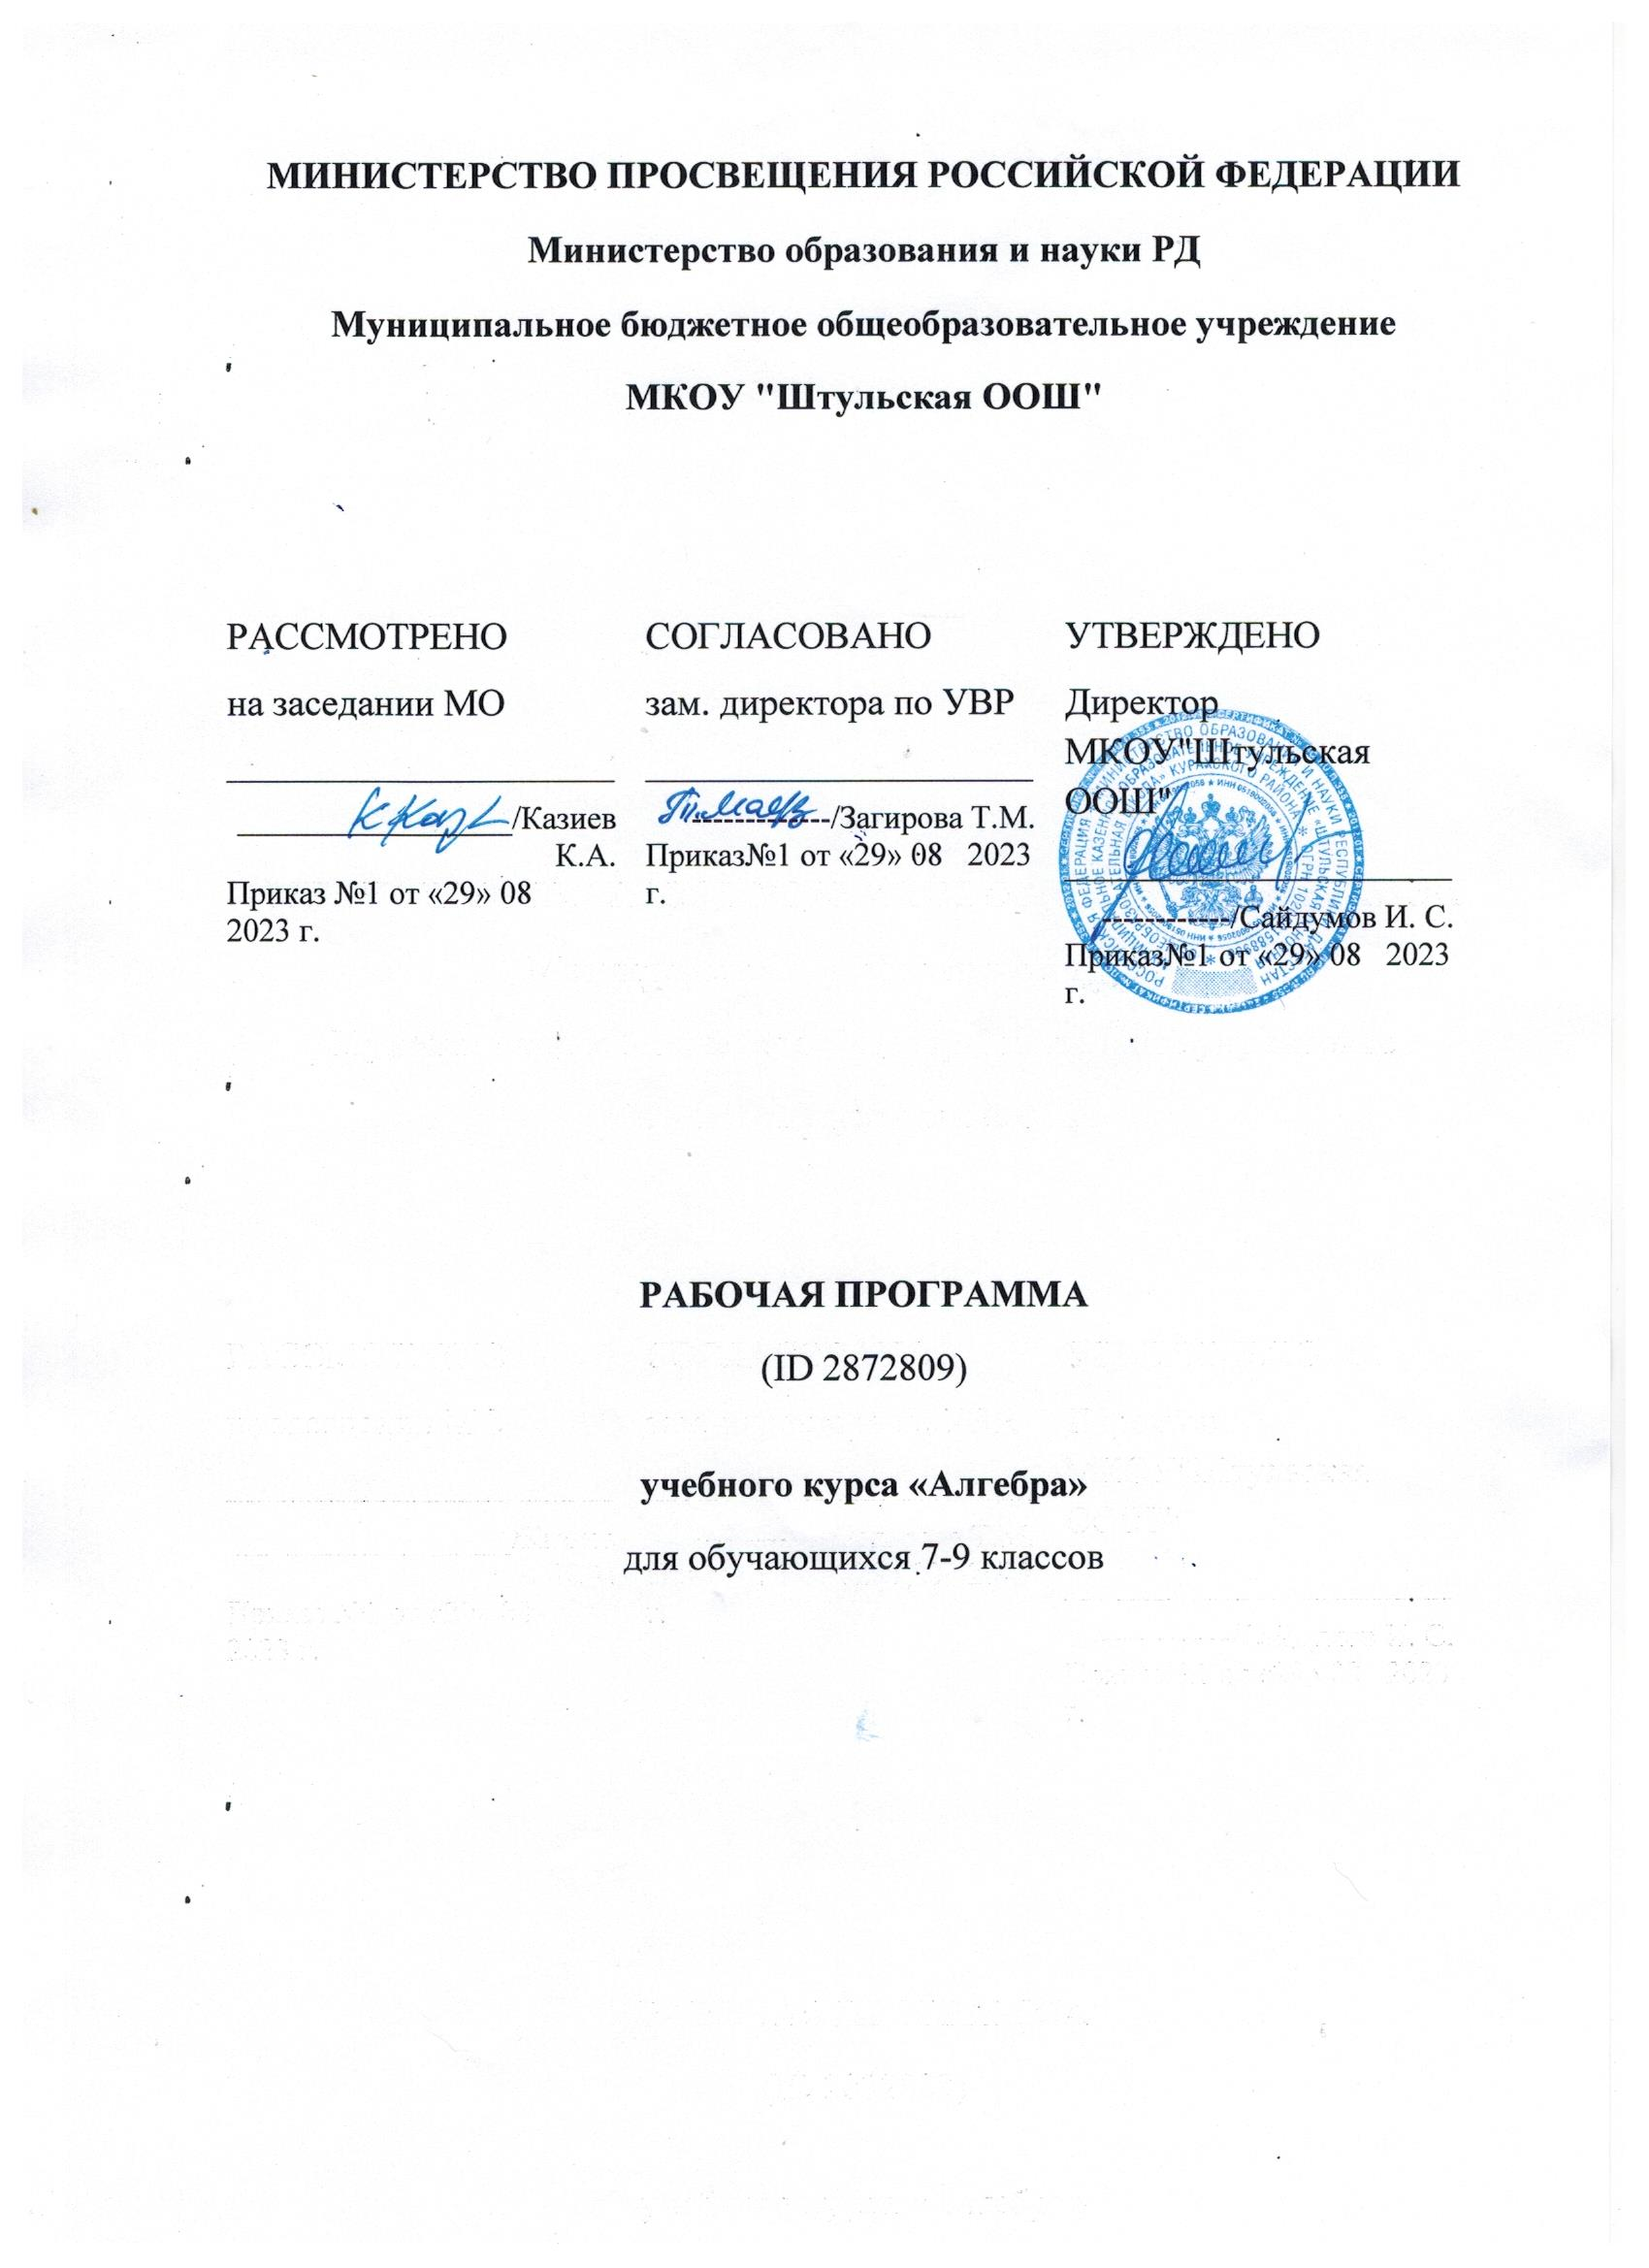 МИНИСТЕРСТВО ПРОСВЕЩЕНИЯ РОССИЙСКОЙ ФЕДЕРАЦИИ
Министерство образования и науки РД
Муниципальное бюджетное общеобразовательное учреждение
МКОУ "Штульская ООШ"
РАССМОТРЕНО
на заседании МО
/Казиев
К.А.
Приказ №1 от «29» 08
2023 г.
СОГЛАСОВАНО
зам. директора по УВР
-------------/Загирова Т.М.
Приказ№1 от «29» 08 2023
г.
УТВЕРЖДЕНО
Директор
МКОУ"Штульская
ООШ"
------------/Сайдумов И. С.
Приказ№1 от «29» 08 2023
г.
РАБОЧАЯ ПРОГРАММА
(ID 2872809)
учебного курса «Алгебра»
для обучающихся 7-9 классов